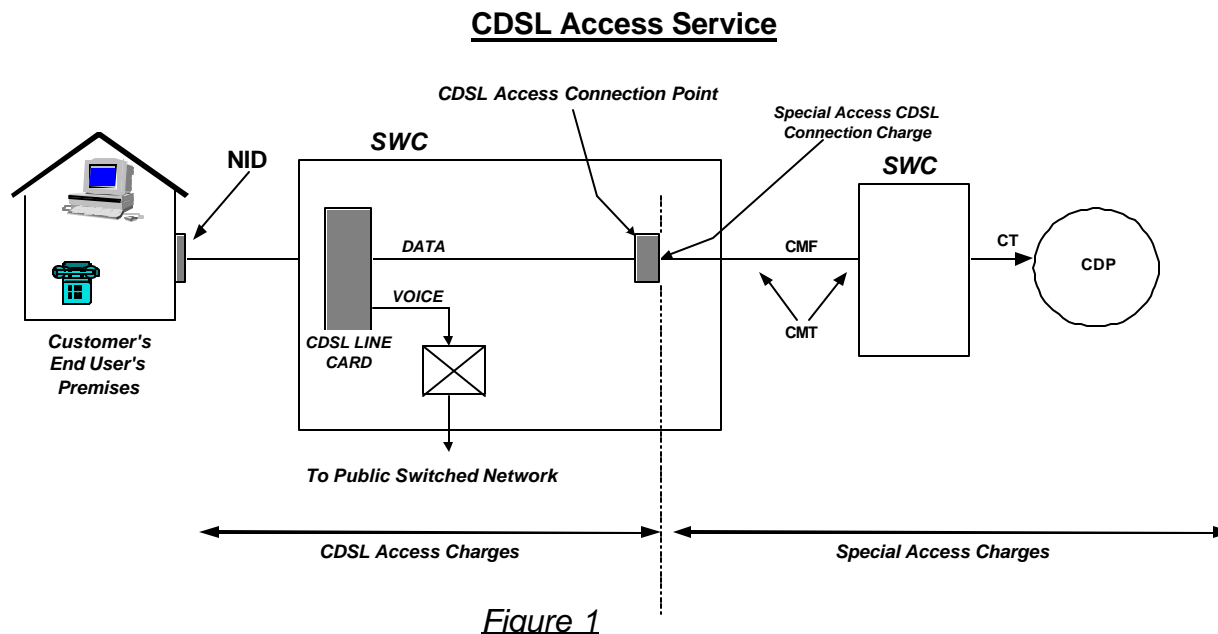 CDSL Access Service
CDSL Access Connection Point
Special Access CDSL
Connection Charge
SWC
NID
SWC
DATA
CMF
CT
CDP
VOICE
CMT
CDSL LINE
CARD
Customer's
End User's
Premises
To Public Switched Network
CDSL Access Charges
Special Access Charges
Figure 1